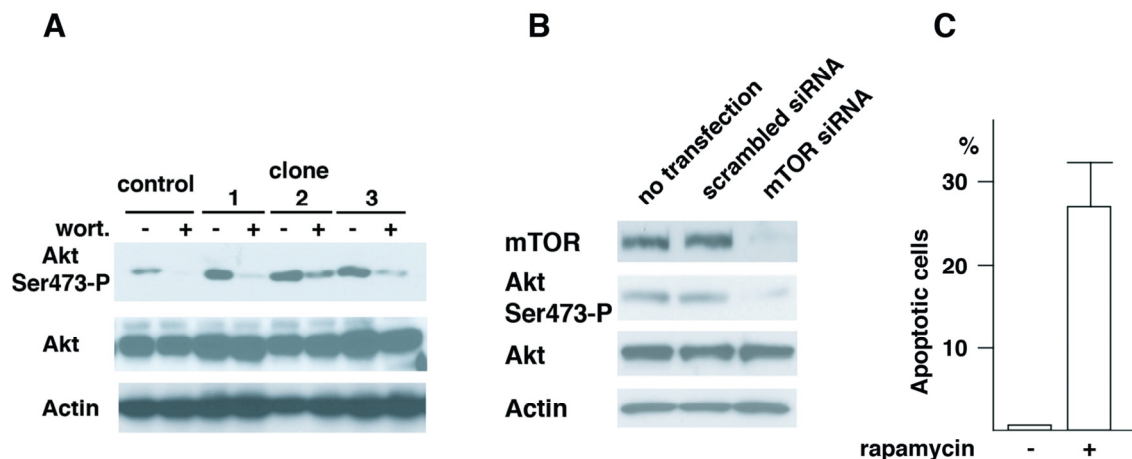 A
clone
control 1 2 3
wort. - + - + - + - +
Akt
Ser473-P
Akt
Actin
B
no transfection
scrambled siRNA
mTOR siRNA
mTOR
Akt
Ser473-P
Akt
Actin
C
%
30
20
10
Apoptotic cells
rapamycin - +